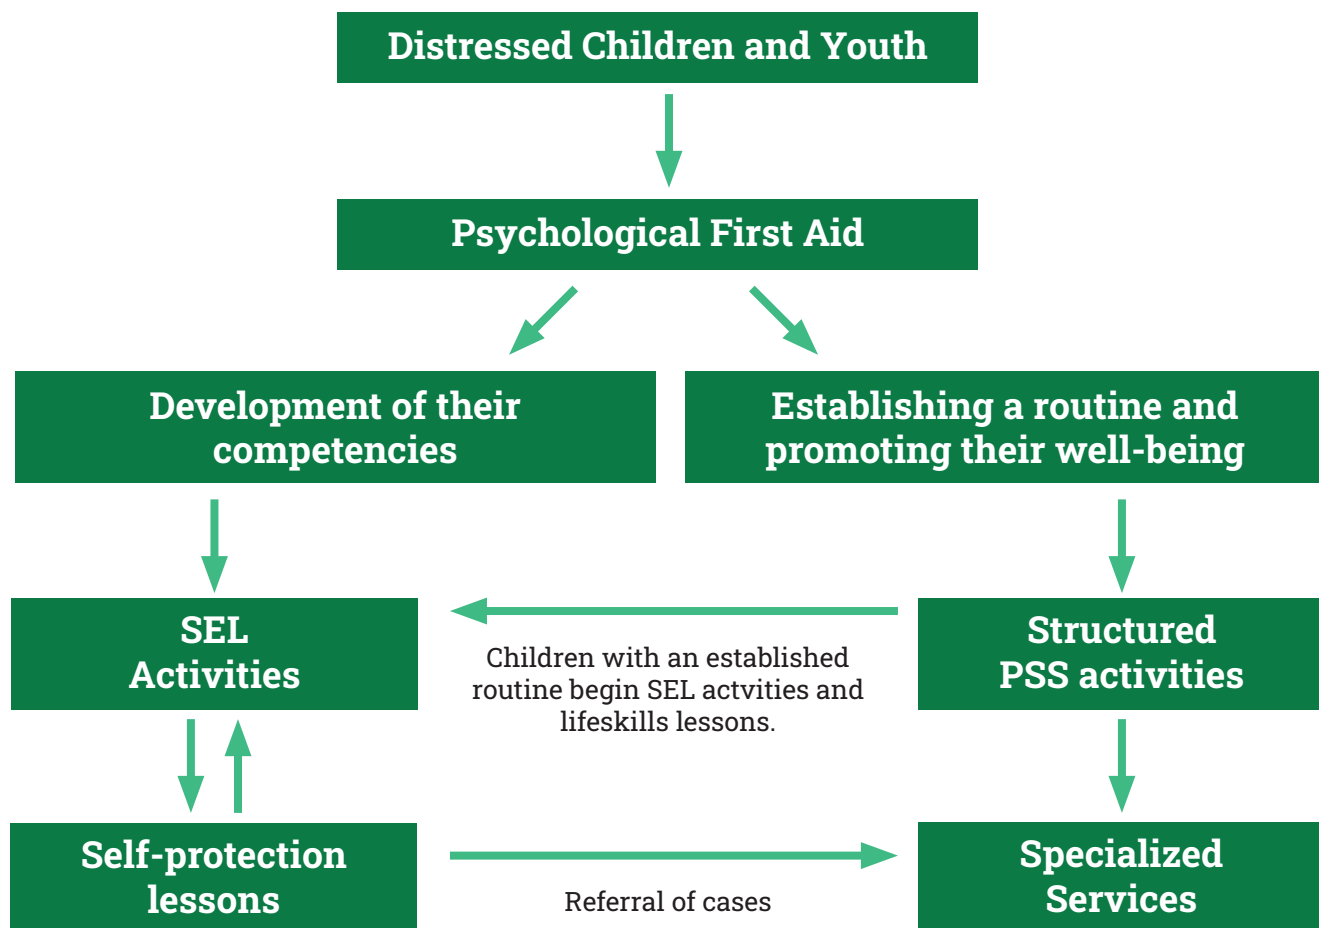 Distressed Children and Youth
Psychological First Aid
Development of their
competencies
Establishing a routine and
promoting their well-being
SEL
Activities
Children with an established
routine begin SEL actvities and
lifeskills lessons.
Structured
PSS activities
Self-protection
lessons
Referral of cases
Specialized
Services